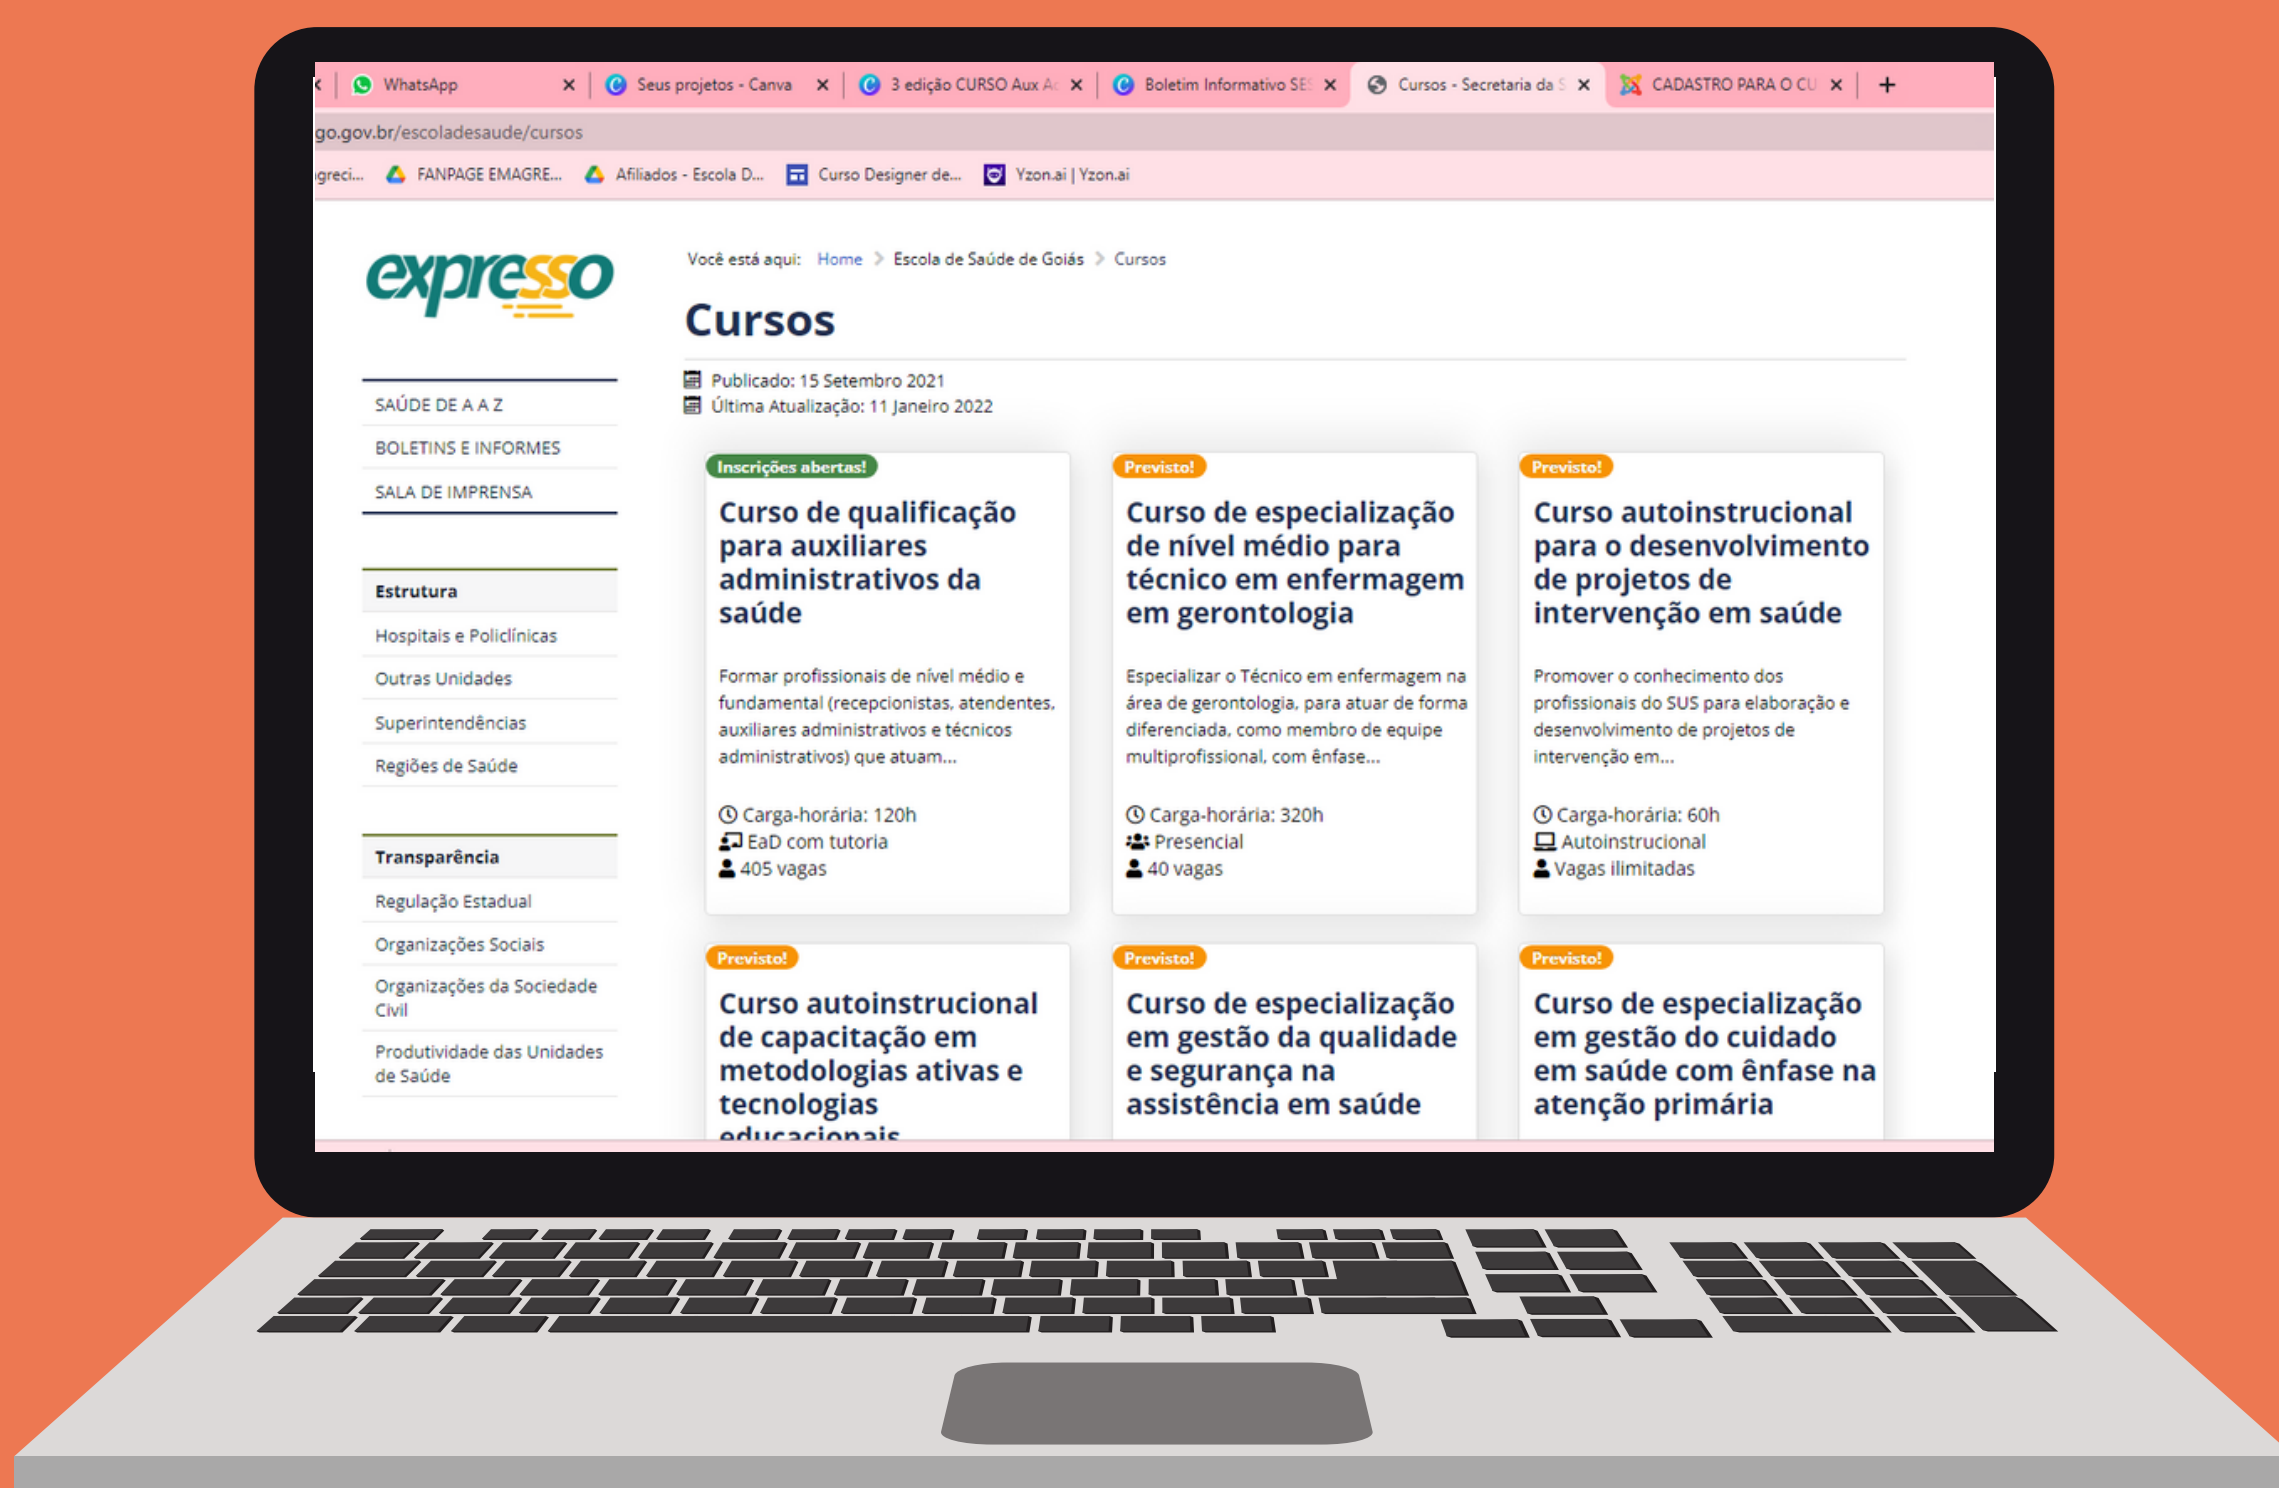 WhatsApp
Seus projetos - Canva
3 edição CURSO Aux
Boletim Informativo
Cursos - Secretaria da
CADASTRO PARA O
go.gov.br/escoladesaude/cursos
FANPAGE EMAGRE...
Afiliados - Escola D...
Curso Designer de...
Yzon.ai | Yzon.ai
expresso
SAÚDE DE A A Z
BOLETINS E INFORMES
SALA DE IMPRENSA
Estrutura
Hospitais e Policlínicas
Outras Unidades
Superintendências
Regiões de Saúde
Transparência
Regulação Estadual
Organizações Sociais
Organizações da Sociedade
Civil
Produtividade das Unidades
de Saúde
Você está aqui: Home > Escola de Saúde de Goiás > Cursos
Cursos
Publicado: 15 Setembro 2021
Última Atualização: 11 Janeiro 2022
Inscrições abertas!
Curso de qualificação
para auxiliares
administrativos da
saúde
Formar profissionais de nível médio e
fundamental (recepcionistas, atendentes,
auxiliares administrativos e técnicos
administrativos) que atuam...
Carga-horária: 120h
EaD com tutoria
405 vagas
Previsto!
Curso de especialização
de nível médio para
técnico em enfermagem
em gerontologia
Especializar o Técnico em enfermagem na
área de gerontologia, para atuar de forma
diferenciada, como membro de equipe
multiprofissional, com ênfase...
Carga-horária: 320h
Presencial
40 vagas
Previsto!
Curso autoinstrucional
para o desenvolvimento
de projetos de
intervenção em saúde
Promover o conhecimento dos
profissionais do SUS para elaboração e
desenvolvimento de projetos de
intervenção em...
Carga-horária: 60h
Autoinstrucional
Vagas ilimitadas
Previsto!
Curso autoinstrucional
de capacitação em
metodologias ativas e
tecnologias
educacionais
Previsto!
Curso de especialização
em gestão da qualidade
e segurança na
assistência em saúde
Previsto!
Curso de especialização
em gestão do cuidado
em saúde com ênfase na
atenção primária